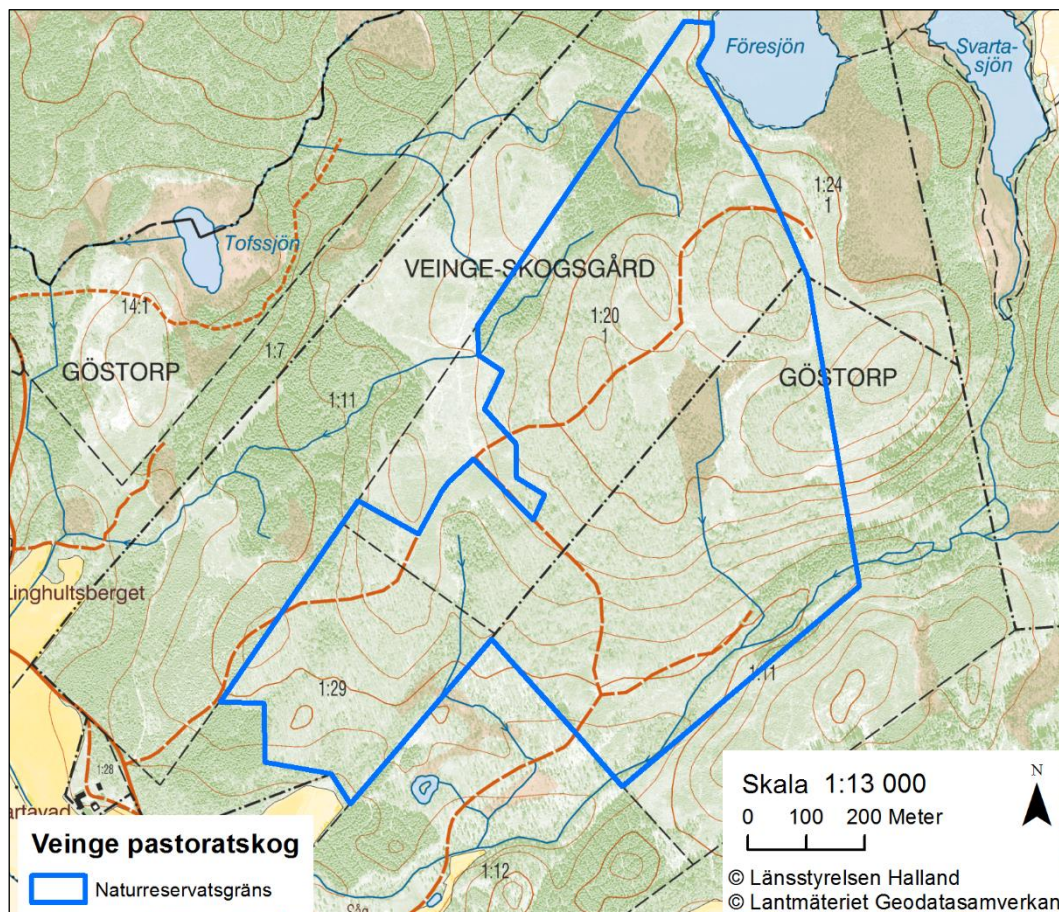 Föresjön
Svarta-
sjön
1:24
1
Tofssjön
VEINGE-SKOGSGÅRD
14:1
1:20
1
1:7
GÖSTORP
GÖSTORP
1:11
Linghultsberget
1:29
1:11
1:28
artavad
1:12
Såg
Skala 1:13 000
N
0 100 200 Meter
Veinge pastoratskog
Naturreservatsgräns
© Länsstyrelsen Halland
© Lantmäteriet Geodatasamverkan